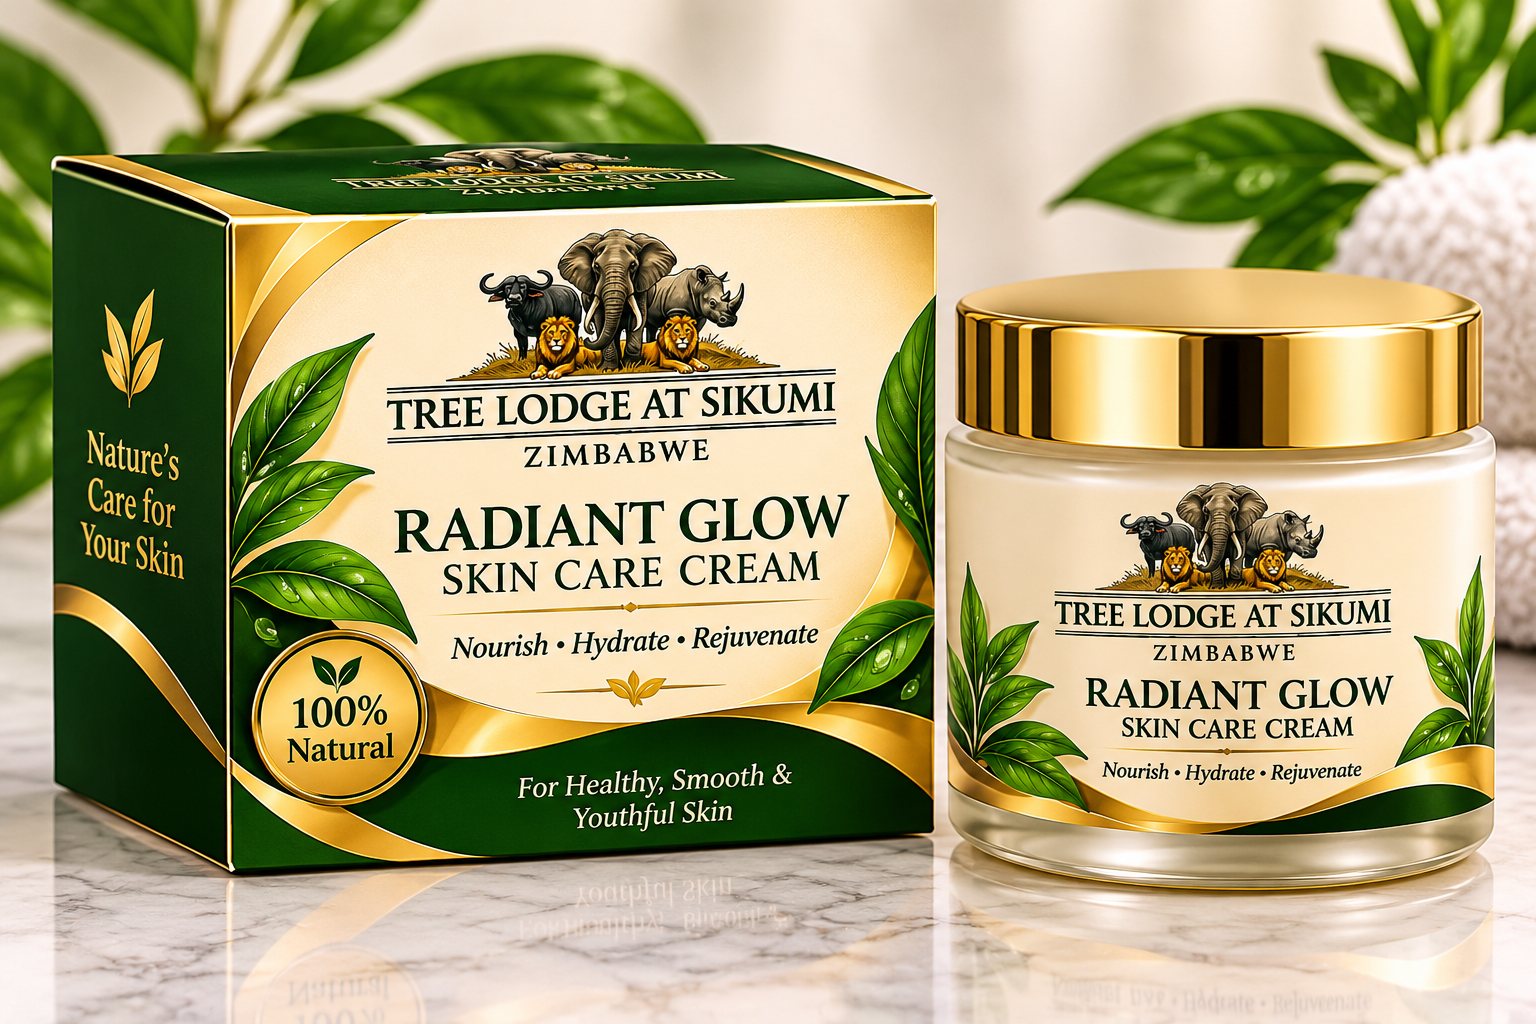 TREE LODGE AT SIKUMI
ZIMBABWE
Nature's
Care for
Your Skin
TREE LODGE AT SIKUMI
ZIMBABWE
RADIANT GLOW
SKIN CARE CREAM
Nourish • Hydrate • Rejuvenate
100%
Natural
For Healthy, Smooth &
Youthful Skin
TREE LODGE AT SIKUMI
ZIMBABWE
RADIANT GLOW
SKIN CARE CREAM
Nourish • Hydrate • Rejuvenate